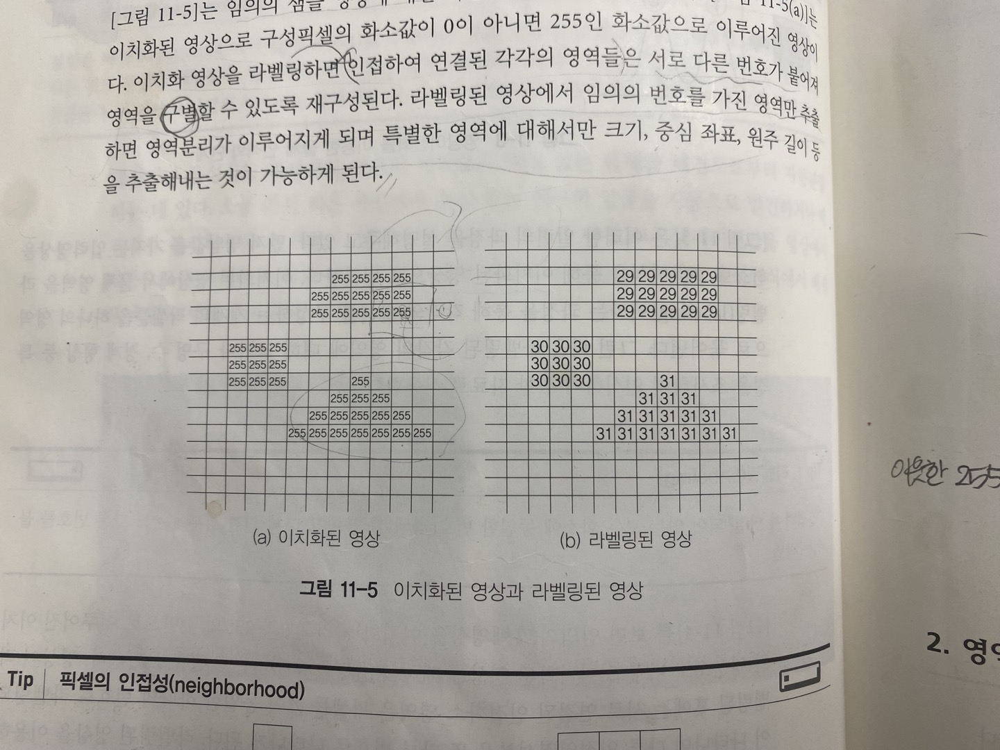 [그림 11-5]는 임의의 샘플 영상에 11-5(a)]는
이치화된 영상으로 구성픽셀의 화소값이 0이 아니면 255인 화소값으로 이루어진 영상이
다. 이치화 영상을 라벨링하면 인접하여 연결된 각각의 영역들은 서로 다른 번호가 붙어져
영역을 구별할 수 있도록 재구성된다. 라벨링된 영상에서 임의의 번호를 가진 영역만 추출
하면 영역분리가 이루어지게 되며 특별한 영역에 대해서만 크기, 중심 좌표, 원주 길이 등
을 추출해내는 것이 가능하게 된다.
255 255 255 255
255 255 255 255 255
255 255 255 255 255
255 255 255
255 255 255
255 255 255 255
255 255 255
255 255 255 255 255
255 255 255 255 255 255 255
(a) 이치화된 영상
29 29 29 29 29
29 29 29 29 29
29 29 29 29 29
30 30 30
30 30 30
30 30 30 31
31 31 31
31 31 31 31 31
31 31 31 31 31 31 31
(b) 라벨링된 영상
그림 11-5 이치화된 영상과 라벨링된 영상
Tip 픽셀의 인접성(neighborhood)
이웃한 255
2. 영역